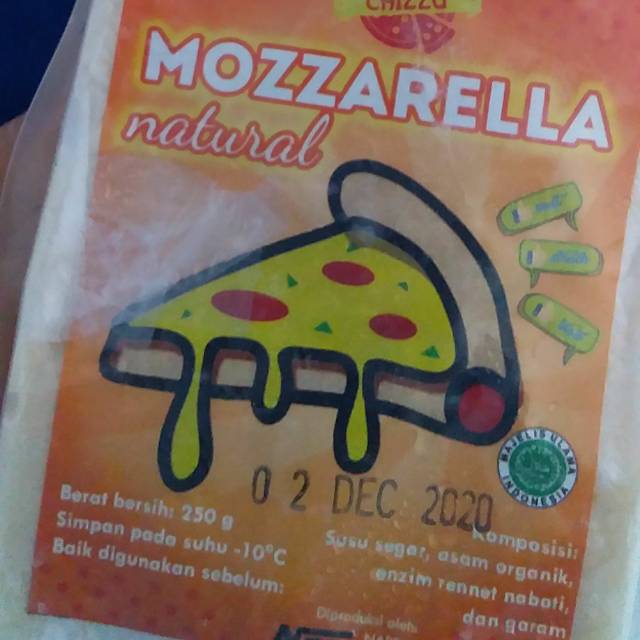 CHIZZU
MOZZARELLA
natural
MAJELIS ULAMA
INDONESIA
02 DEC 2020
Berat bersih: 250 g
Simpan pada suhu -10°C
Baik digunakan sebelum:
Komposisi:
Susu segar, asam organik,
enzim rennet nabati,
dan garam
Diproduksi oleh: